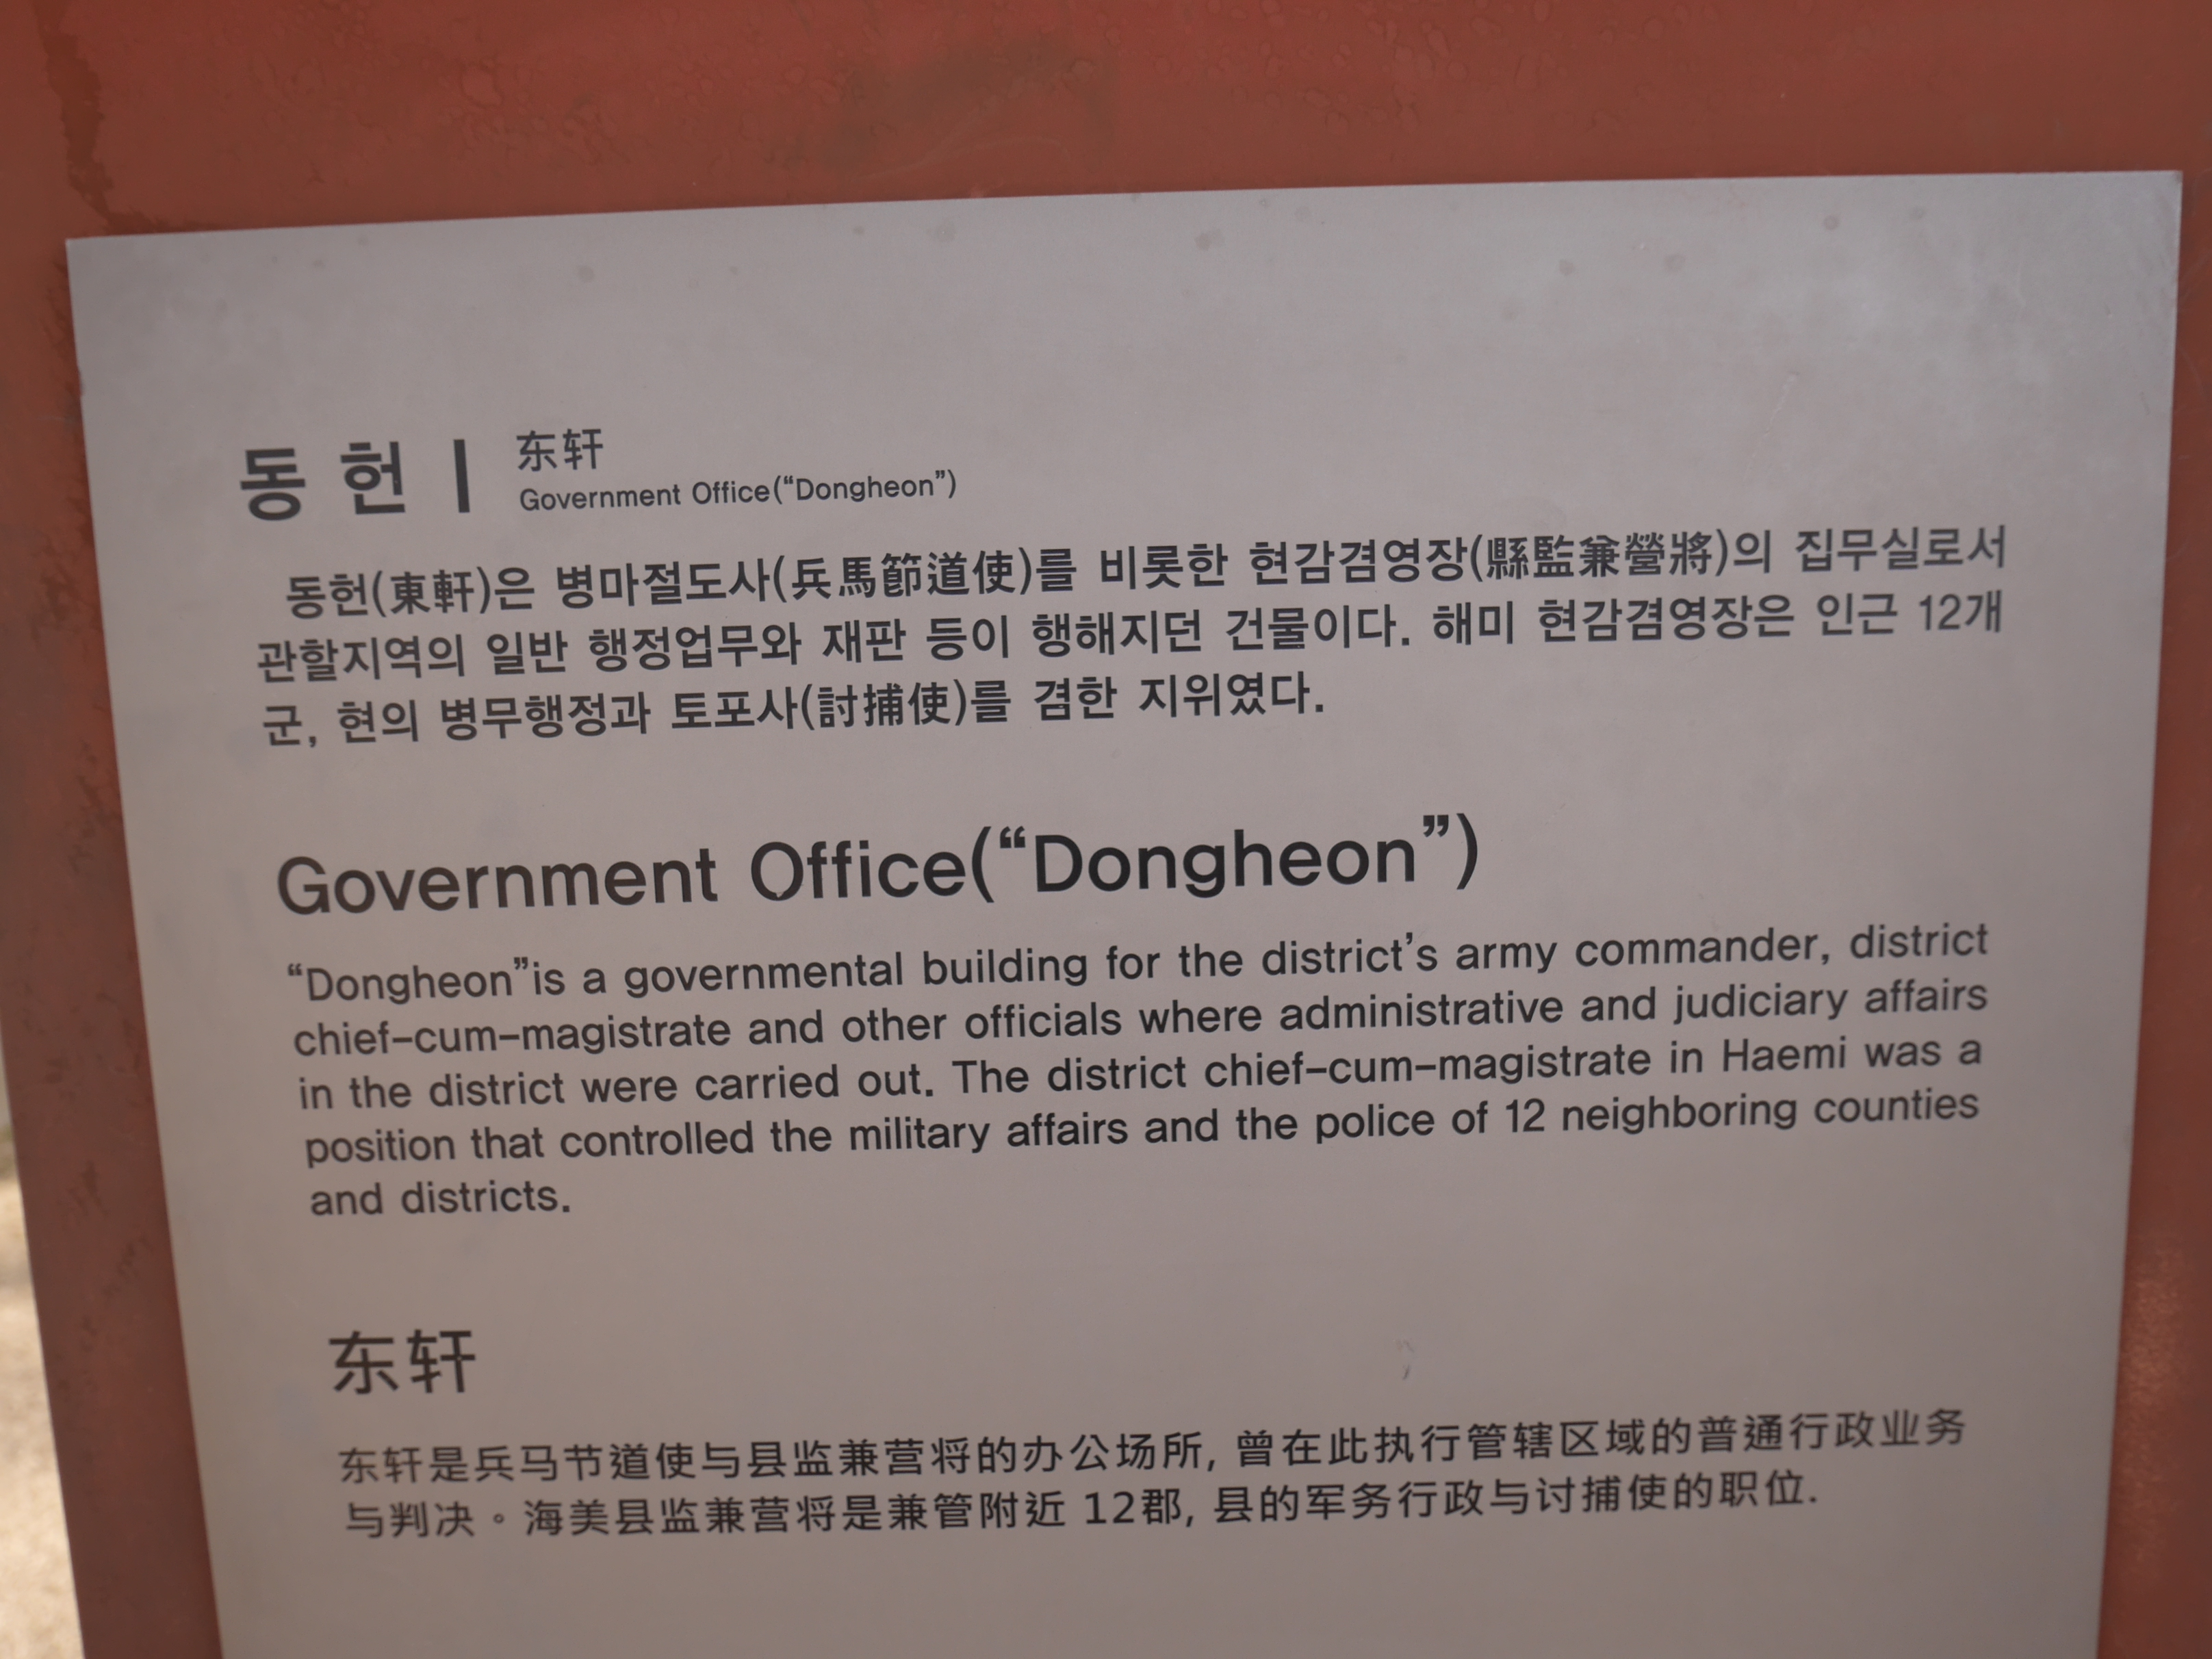 동 헌 | 东轩
Government Office(“Dongheon”)
동헌(東軒)은 병마절도사(兵馬節道使)를 비롯한 현감겸영장(縣監兼營將)의 집무실로서
관할지역의 일반 행정업무와 재판 등이 행해지던 건물이다. 해미 현감겸영장은 인근 12개
군, 현의 병무행정과 토포사(討捕使)를 겸한 지위였다.
Government Office(“Dongheon”)
“Dongheon”is a governmental building for the district’s army commander, district
chief-cum-magistrate and other officials where administrative and judiciary affairs
in the district were carried out. The district chief-cum-magistrate in Haemi was a
position that controlled the military affairs and the police of 12 neighboring counties
and districts.
东轩
东轩是兵马节道使与县监兼营将的办公场所, 曾在此执行管辖区域的普通行政业务
与判决。海美县监兼营将是兼管附近 12郡, 县的军务行政与讨捕使的职位.